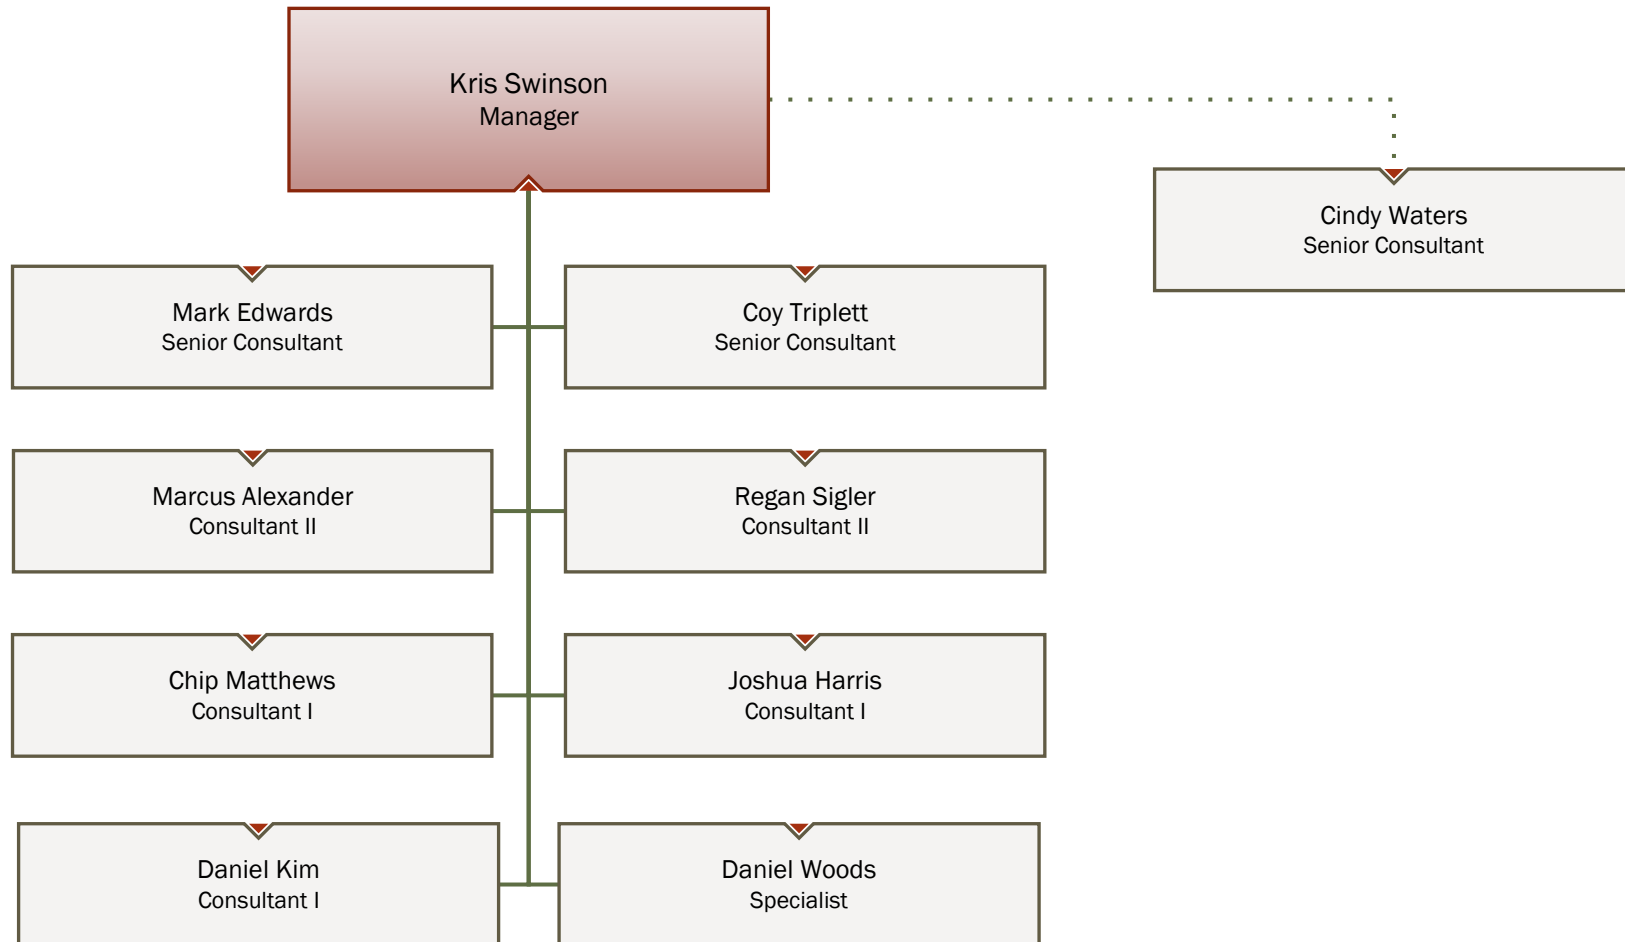 Kris Swinson
Manager
Cindy Waters
Senior Consultant
Mark Edwards
Senior Consultant
Coy Triplett
Senior Consultant
Marcus Alexander
Consultant II
Regan Sigler
Consultant II
Chip Matthews
Consultant I
Joshua Harris
Consultant I
Daniel Kim
Consultant I
Daniel Woods
Specialist